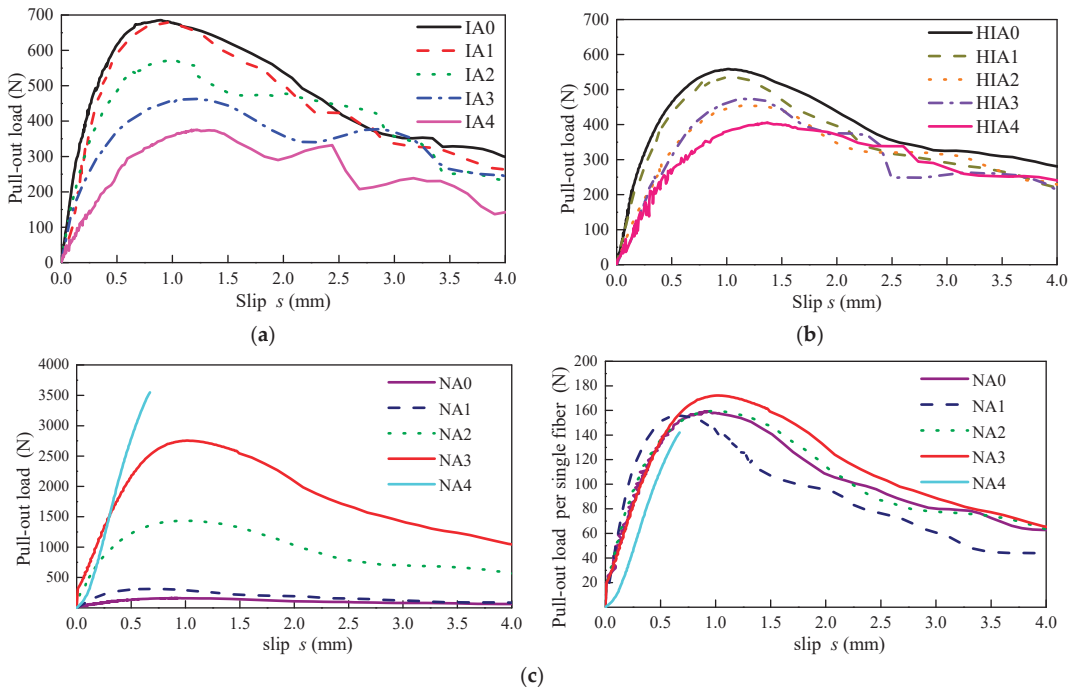 Pull-out load (N)
700
600
500
400
300
200
100
0
0.0 0.5 1.0 1.5 2.0 2.5 3.0 3.5 4.0
Slip s (mm)
IA0
IA1
IA2
IA3
IA4
(a)
Pull-out load (N)
700
600
500
400
300
200
100
0
0.0 0.5 1.0 1.5 2.0 2.5 3.0 3.5 4.0
Slip s (mm)
HIA0
HIA1
HIA2
HIA3
HIA4
(b)
Pull-out load (N)
4000
3500
3000
2500
2000
1500
1000
500
0.0 0.5 1.0 1.5 2.0 2.5 3.0 3.5 4.0
slip s (mm)
NA0
NA1
NA2
NA3
NA4
Pull-out load per single fiber (N)
200
180
160
140
120
100
80
60
40
20
0.0 0.5 1.0 1.5 2.0 2.5 3.0 3.5 4.0
slip s (mm)
NA0
NA1
NA2
NA3
NA4
(c)